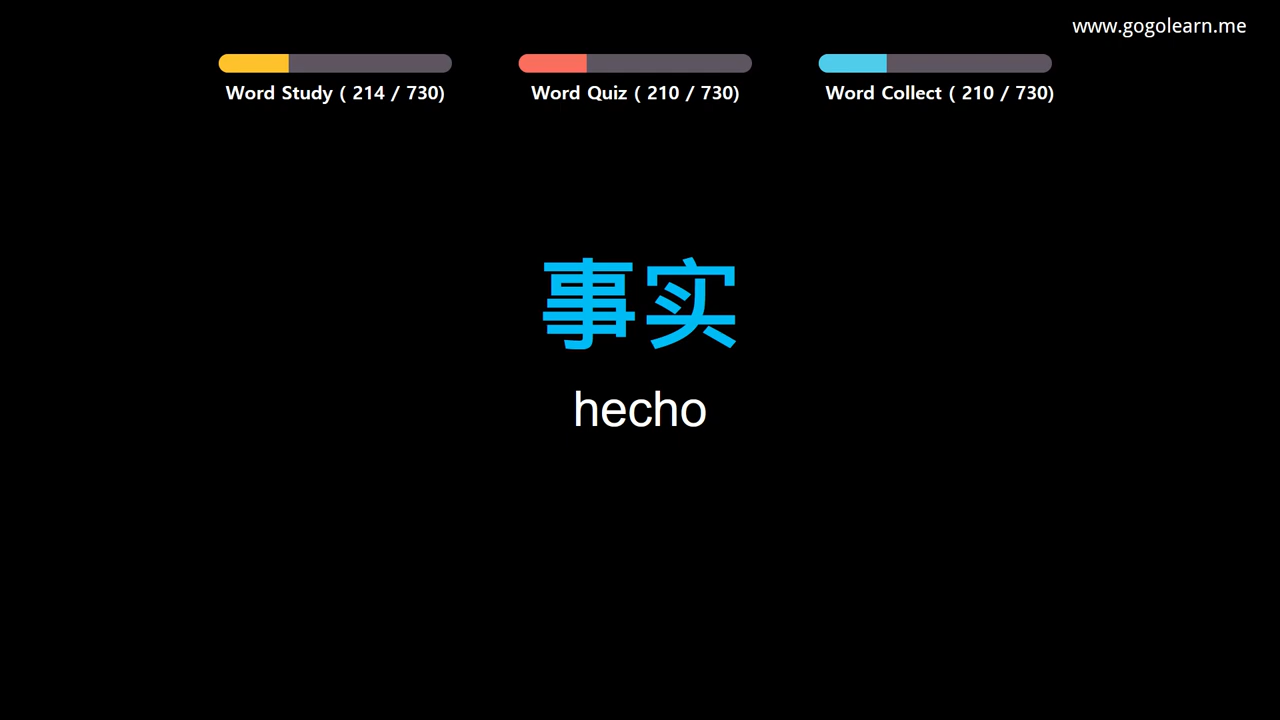 www.gogolearn.me
Word Study ( 214 / 730)
Word Quiz ( 210 / 730)
Word Collect ( 210 / 730)
事实
hecho